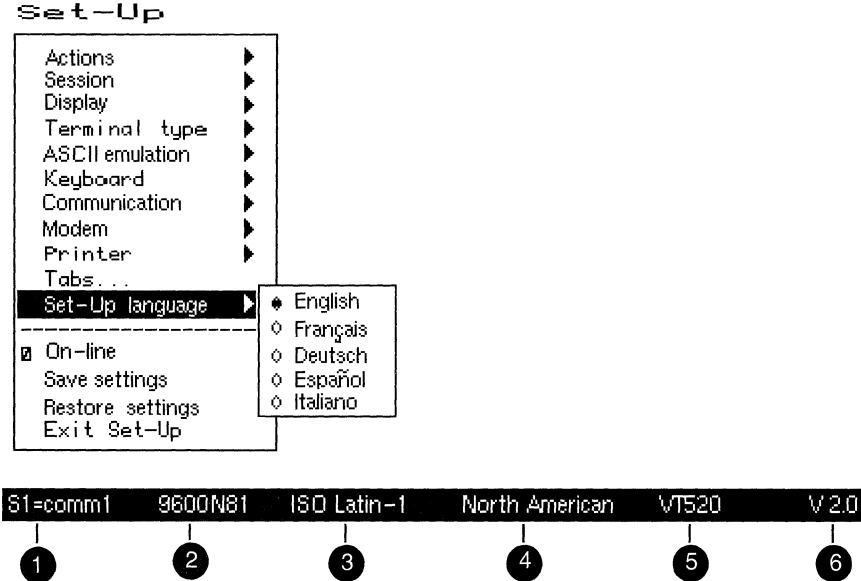 Set-Up
Actions
Session
Display
Terminal type
ASCII emulation
Keyboard
Communication
Modem
Printer
Tabs...
Set-Up language
English
Français
Deutsch
Español
Italiano
On-line
Save settings
Restore settings
Exit Set-Up
S1=comm1 9600N81 ISO Latin-1 North American VT520 V2.0
1 2 3 4 5 6